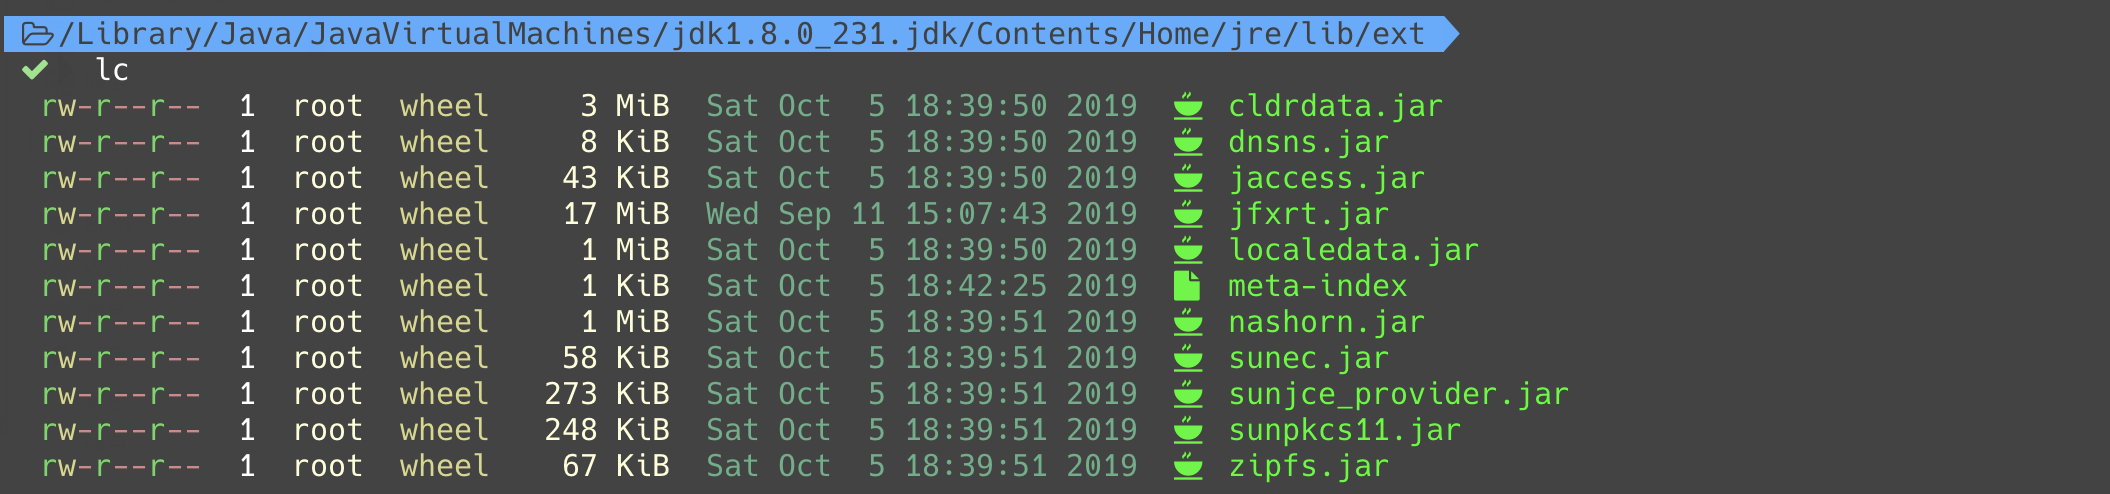 /Library/Java/JavaVirtualMachines/jdk1.8.0_231.jdk/Contents/Home/jre/lib/ext
lc
rw-r--r-- 1 root wheel 3 MiB Sat Oct 5 18:39:50 2019 cldrdata.jar
rw-r--r-- 1 root wheel 8 KiB Sat Oct 5 18:39:50 2019 dnsns.jar
rw-r--r-- 1 root wheel 43 KiB Sat Oct 5 18:39:50 2019 jaccess.jar
rw-r--r-- 1 root wheel 17 MiB Wed Sep 11 15:07:43 2019 jfxrt.jar
rw-r--r-- 1 root wheel 1 MiB Sat Oct 5 18:39:50 2019 localedata.jar
rw-r--r-- 1 root wheel 1 KiB Sat Oct 5 18:42:25 2019 meta-index
rw-r--r-- 1 root wheel 1 MiB Sat Oct 5 18:39:51 2019 nashorn.jar
rw-r--r-- 1 root wheel 58 KiB Sat Oct 5 18:39:51 2019 sunec.jar
rw-r--r-- 1 root wheel 273 KiB Sat Oct 5 18:39:51 2019 sunjce_provider.jar
rw-r--r-- 1 root wheel 248 KiB Sat Oct 5 18:39:51 2019 sunpkcs11.jar
rw-r--r-- 1 root wheel 67 KiB Sat Oct 5 18:39:51 2019 zipfs.jar